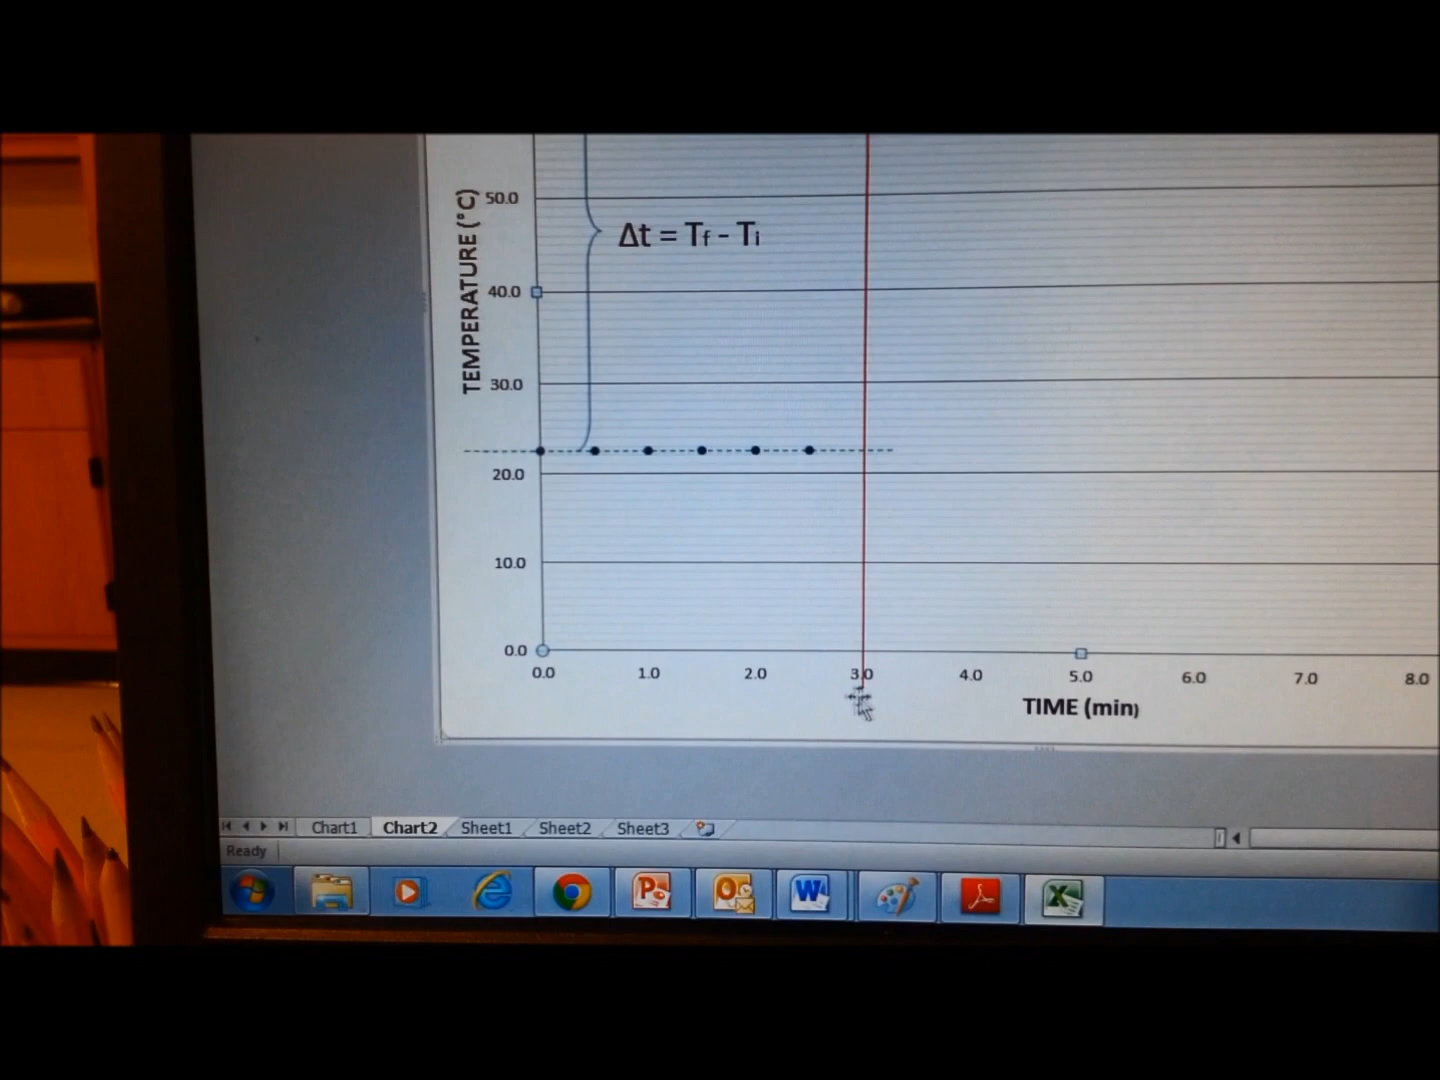 TEMPERATURE (°C)
50.0
Δt = Tf - Ti
40.0
30.0
20.0
10.0
0.0
0.0 1.0 2.0 3.0 4.0 5.0 6.0 7.0 8.0
TIME (min)
Chart1 Chart2 Sheet1 Sheet2 Sheet3
Ready